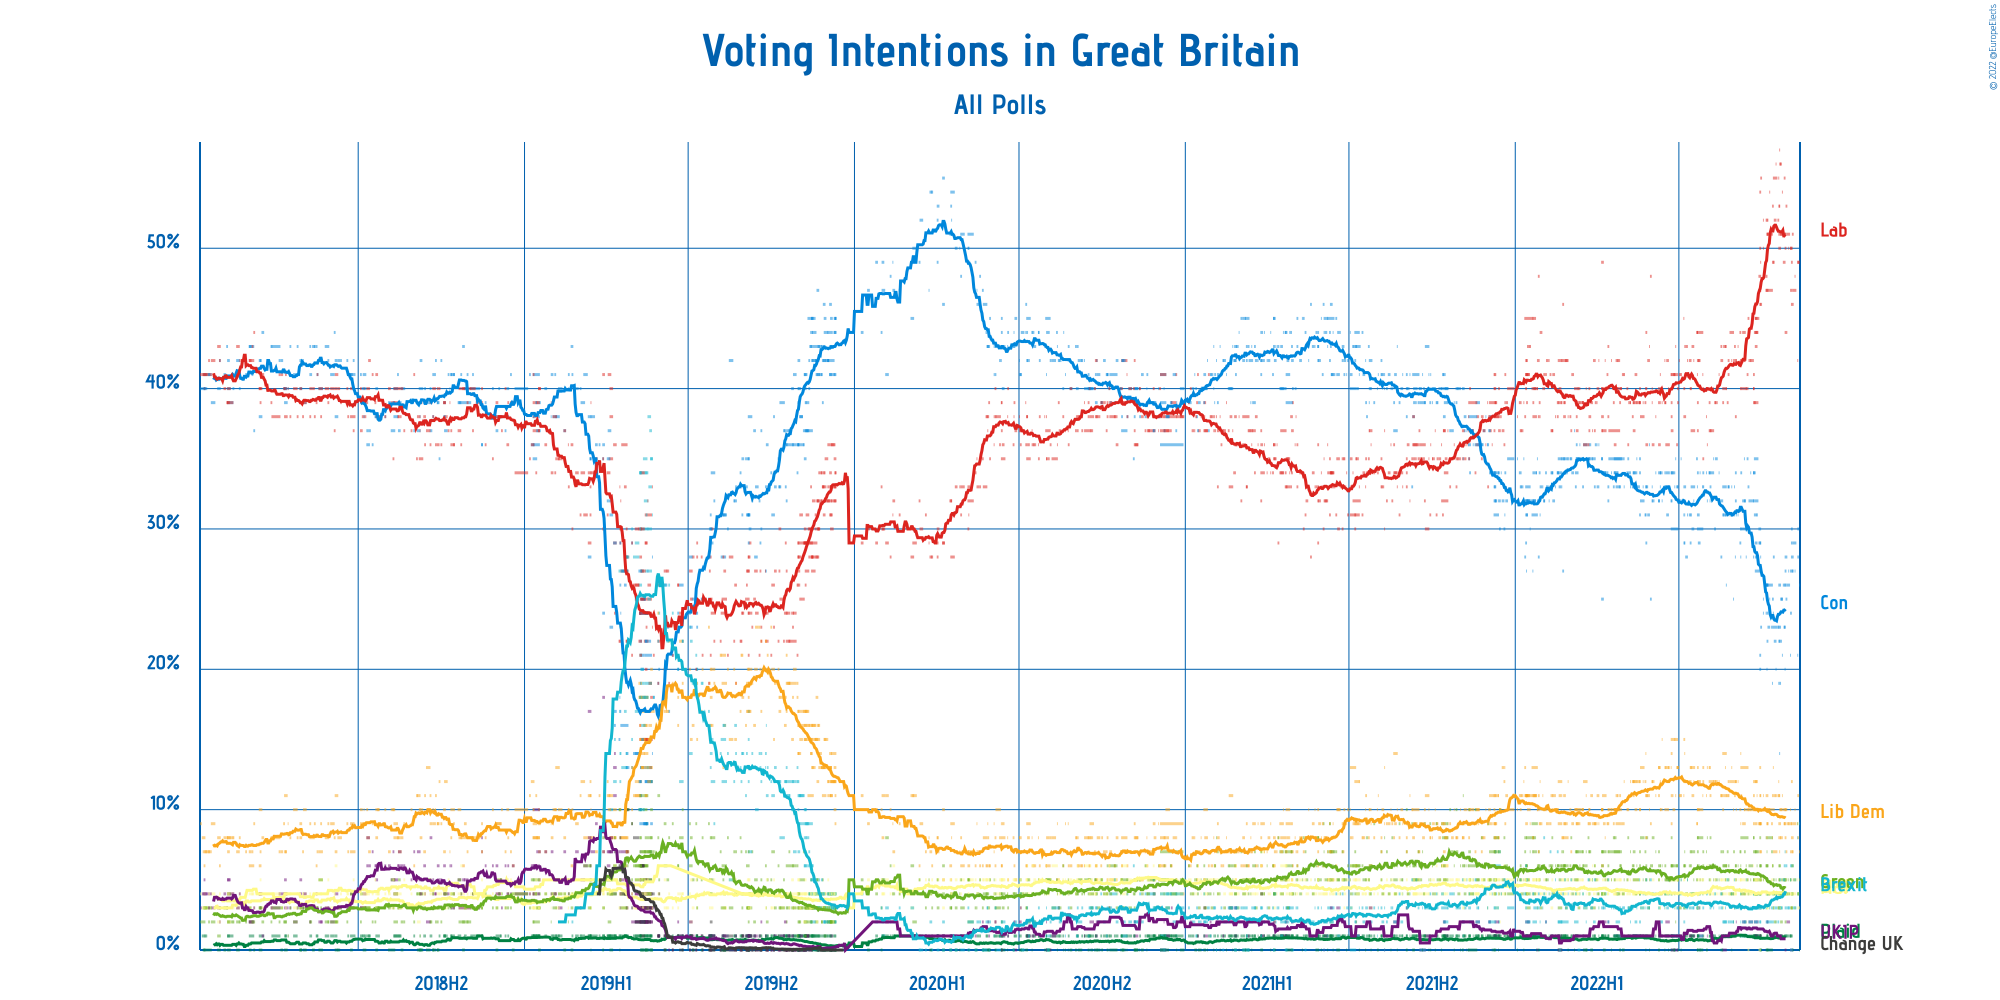 Voting Intentions in Great Britain
All Polls
© 2022 @EuropeElects
50%
40%
30%
20%
10%
0%
Lab
Con
Lib Dem
Green
Brexit
UKIP
Change UK
2018H2
2019H1
2019H2
2020H1
2020H2
2021H1
2021H2
2022H1